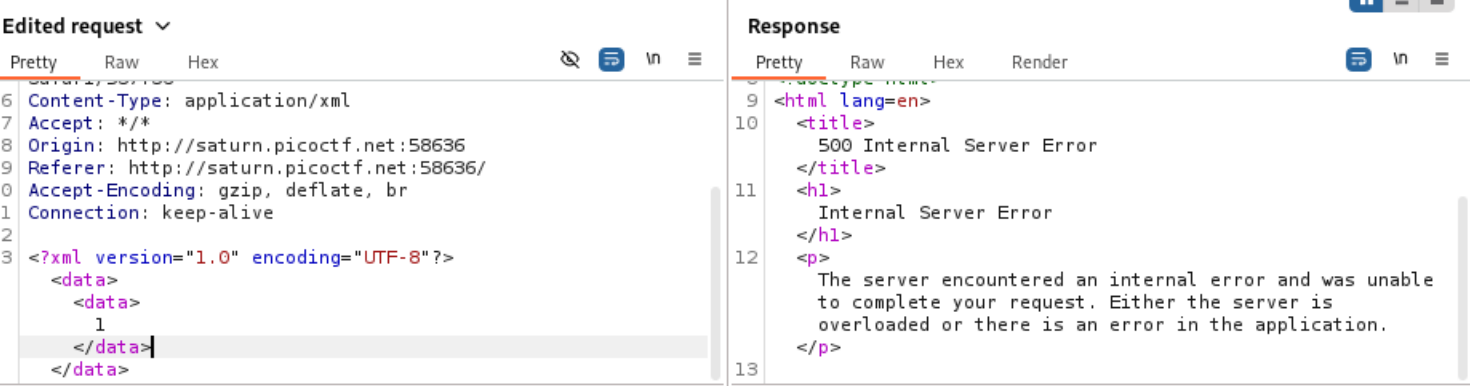 Edited request
Pretty Raw Hex \n
6 Content-Type: application/xml
7 Accept: */*
8 Origin: http://saturn.picoctf.net:58636
9 Referer: http://saturn.picoctf.net:58636/
0 Accept-Encoding: gzip, deflate, br
1 Connection: keep-alive
2
3 <?xml version="1.0" encoding="UTF-8"?>
<data>
<data>
1
</data>
</data>
Response
Pretty Raw Hex Render \n
9 <html lang=en>
10 <title>
500 Internal Server Error
</title>
11 <h1>
Internal Server Error
</h1>
12 <p>
The server encountered an internal error and was unable
to complete your request. Either the server is
overloaded or there is an error in the application.
</p>
13